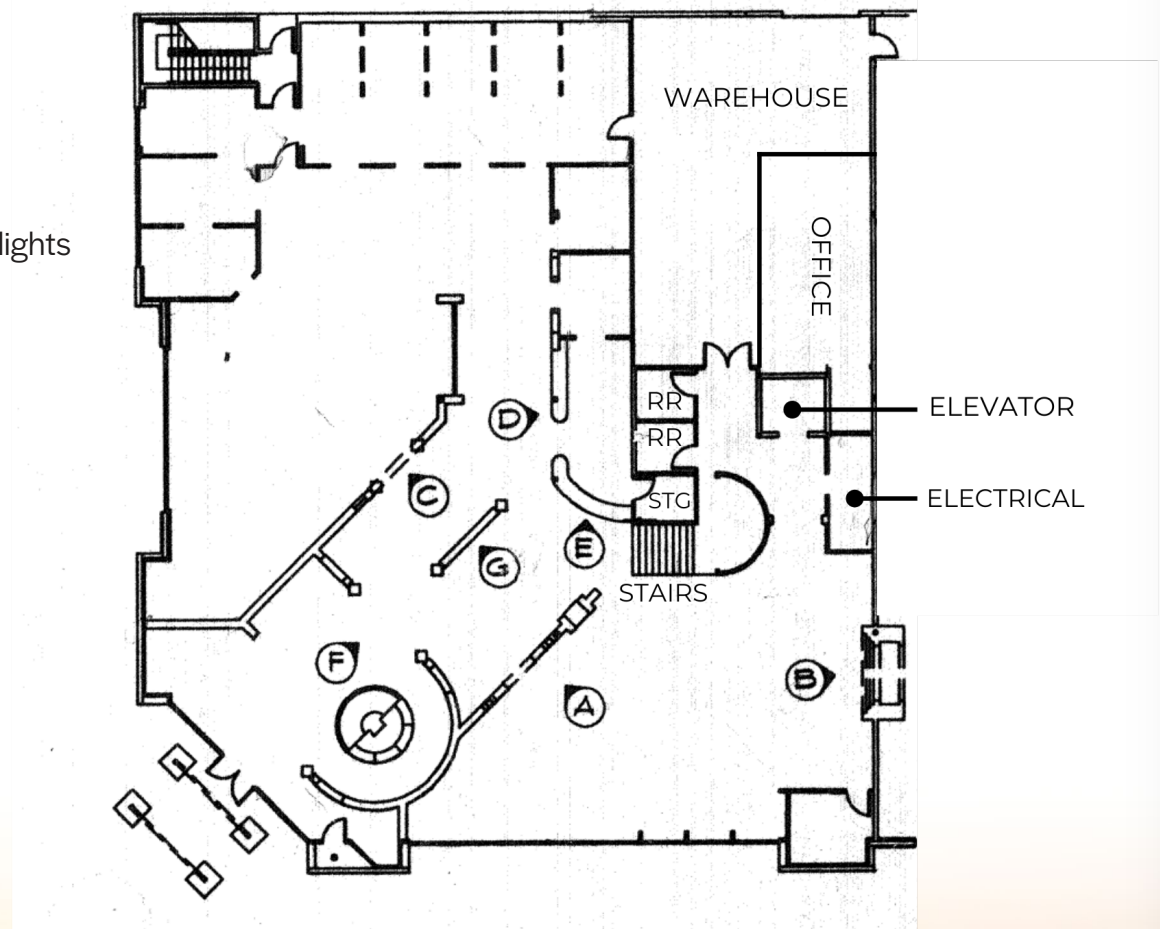 WAREHOUSE
OFFICE
lights
RR
ELEVATOR
D
RR
C
STG
ELECTRICAL
E
G
STAIRS
F
B
A